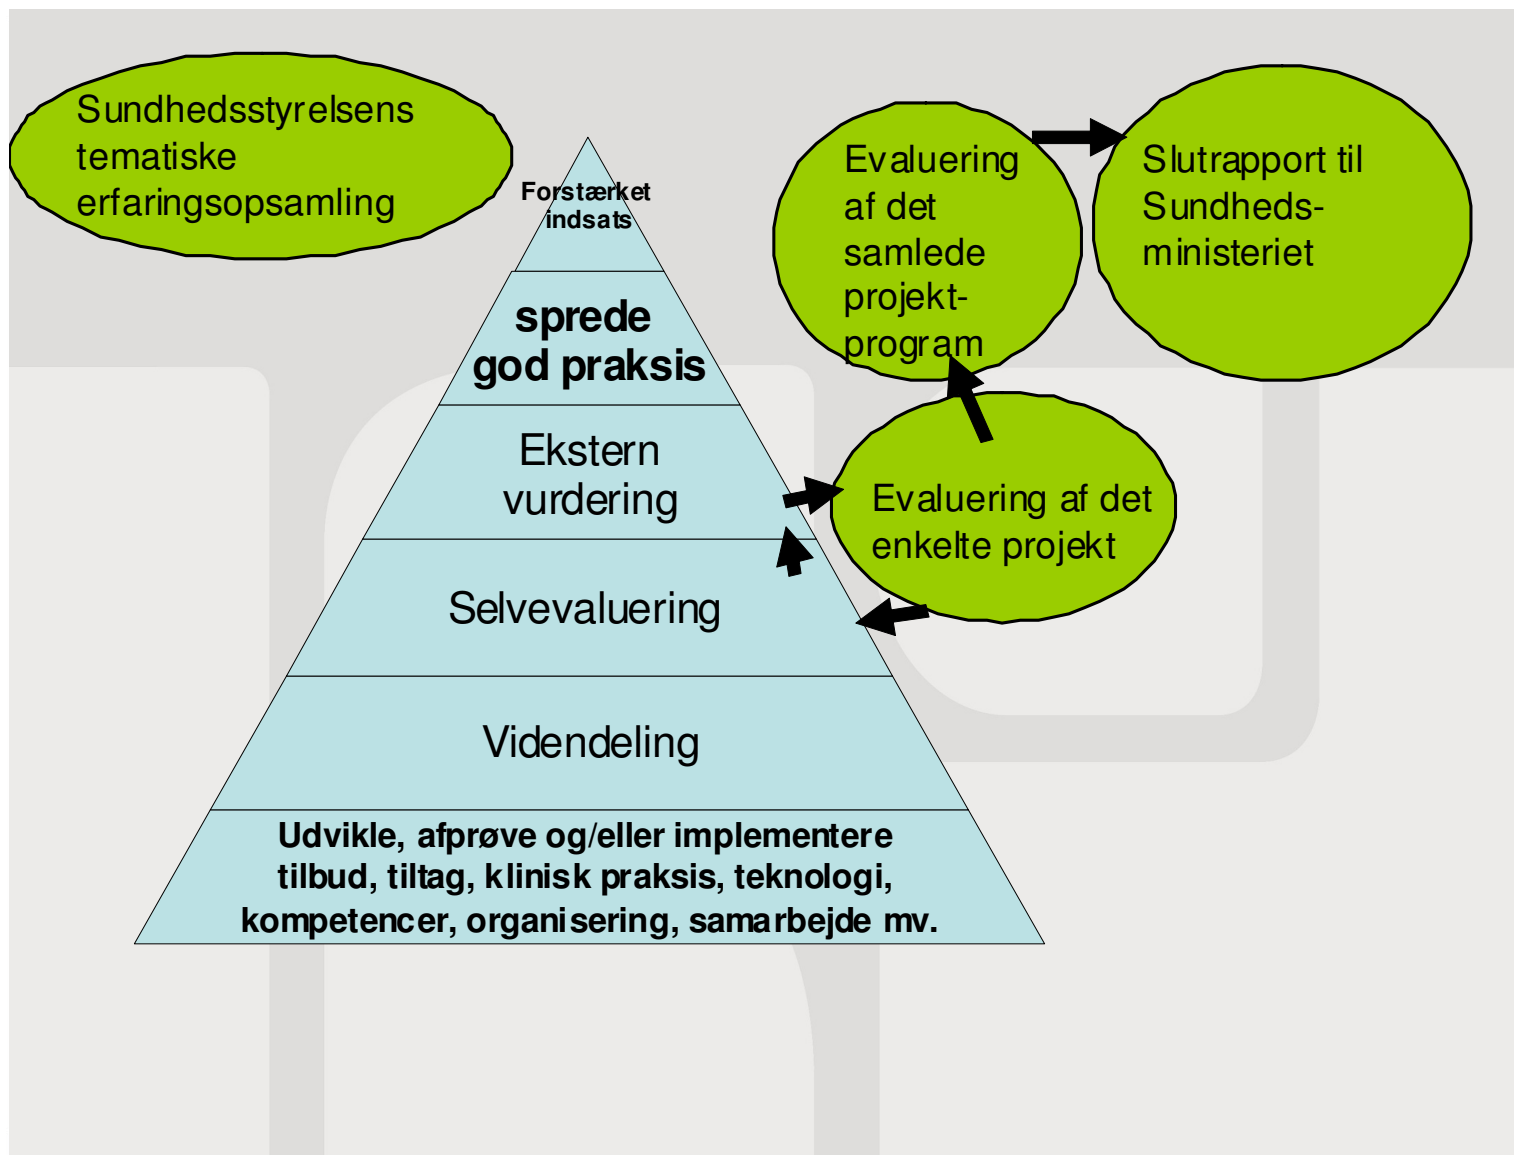 Sundhedsstyrelsens
tematiske
erfaringsopsamling
Forstærket
indsats
sprede
god praksis
Ekstern
vurdering
Selvevaluering
Videndeling
Udvikle, afprøve og/eller implementere
tilbud, tiltag, klinisk praksis, teknologi,
kompetencer, organisering, samarbejde mv.
Evaluering
af det
samlede
projekt-
program
Slutrapport til
Sundheds-
ministeriet
Evaluering af det
enkelte projekt